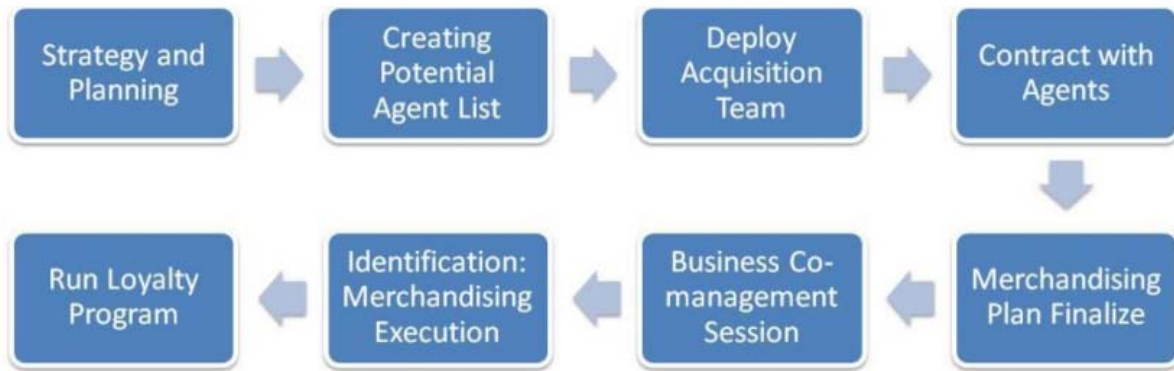 Strategy and
Planning
Creating
Potential
Agent List
Deploy
Acquisition
Team
Contract with
Agents
Merchandising
Plan Finalize
Business Co-
management
Session
Identification:
Merchandising
Execution
Run Loyalty
Program